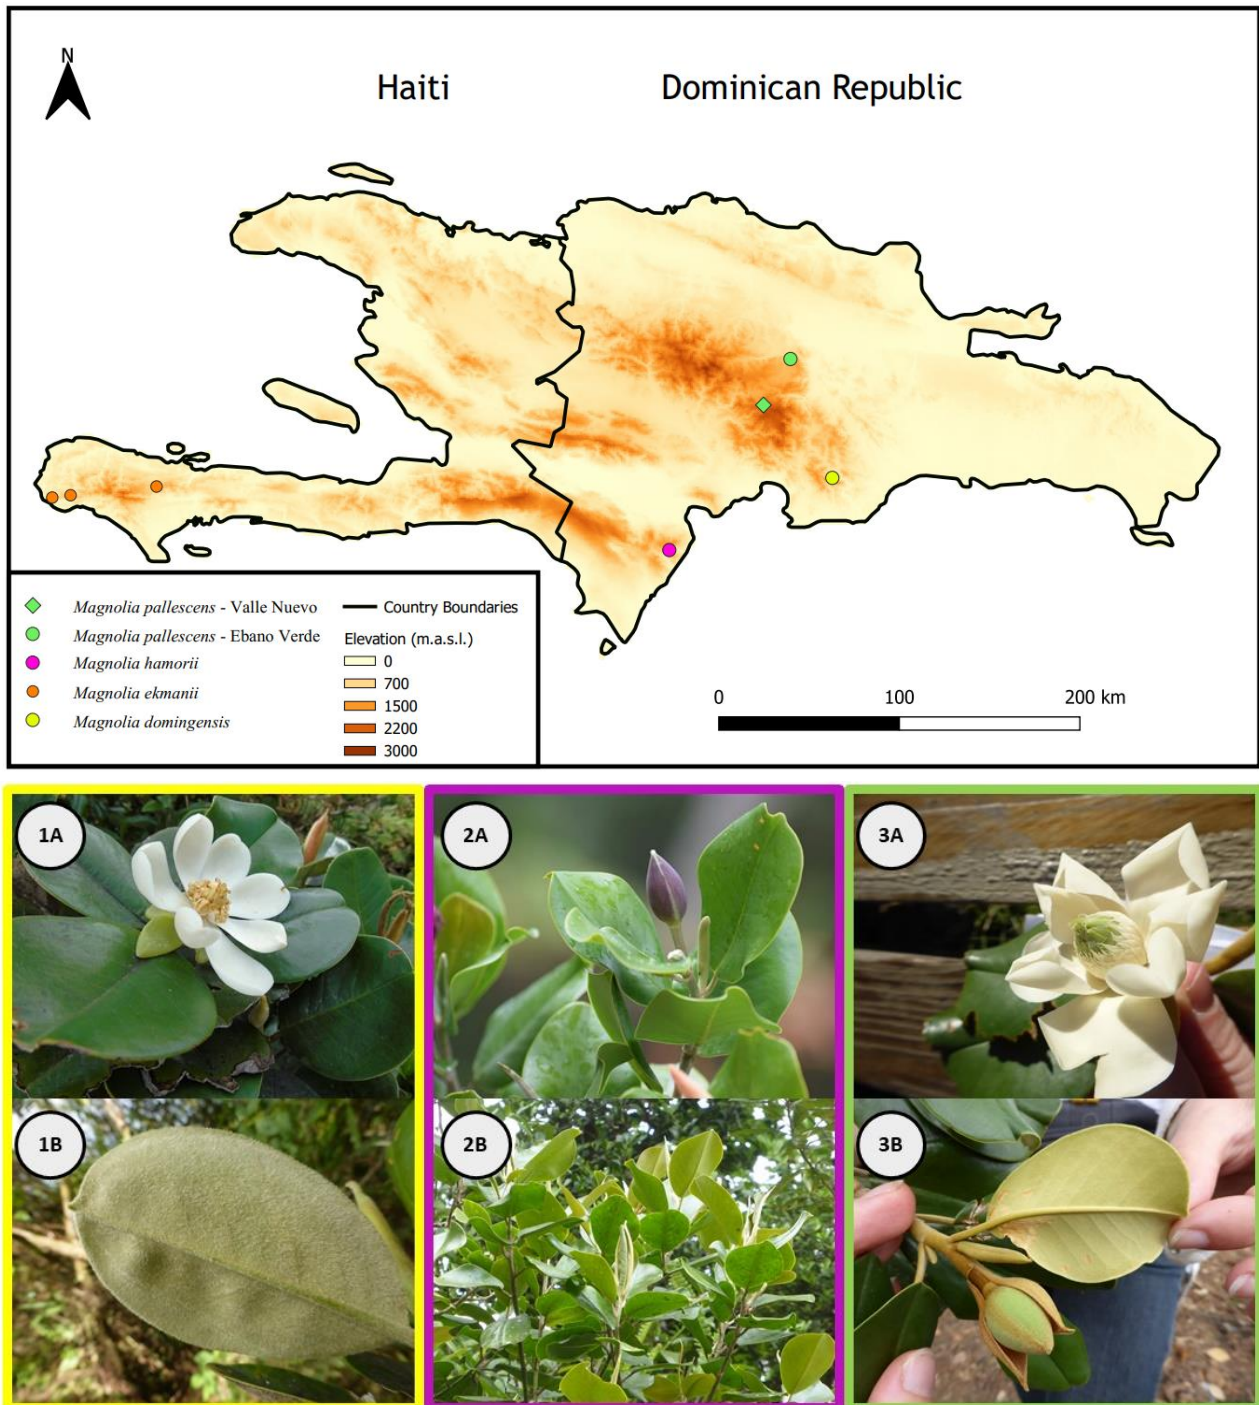 N
Haiti
Dominican Republic
Magnolia pallescens - Valle Nuevo
Magnolia pallescens - Ebano Verde
Magnolia hamorii
Magnolia ekmanii
Magnolia domingensis
Country Boundaries
Elevation (m.a.s.l.)
0
700
1500
2200
3000
0 100 200 km
1A
2A
3A
1B
2B
3B